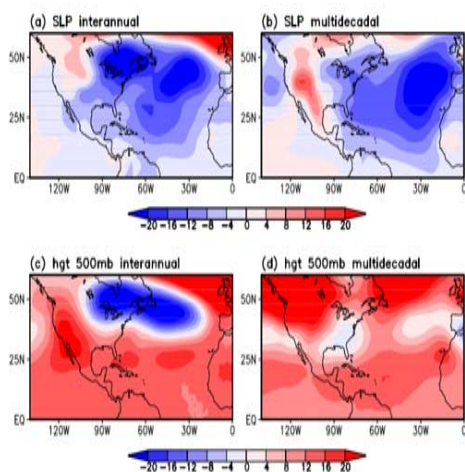 (a) SLP interannual
(b) SLP multidecadal
50N
25N
EQ
120W 90W 60W 30W 0
50N
25N
EQ
120W 90W 60W 30W 0
-20 -16 -12 -8 -4 0 4 8 12 16 20
(c) hgt 500mb interannual
(d) hgt 500mb multidecadal
50N
25N
EQ
120W 90W 60W 30W 0
50N
25N
EQ
120W 90W 60W 30W 0
-20 -16 -12 -8 -4 0 4 8 12 16 20